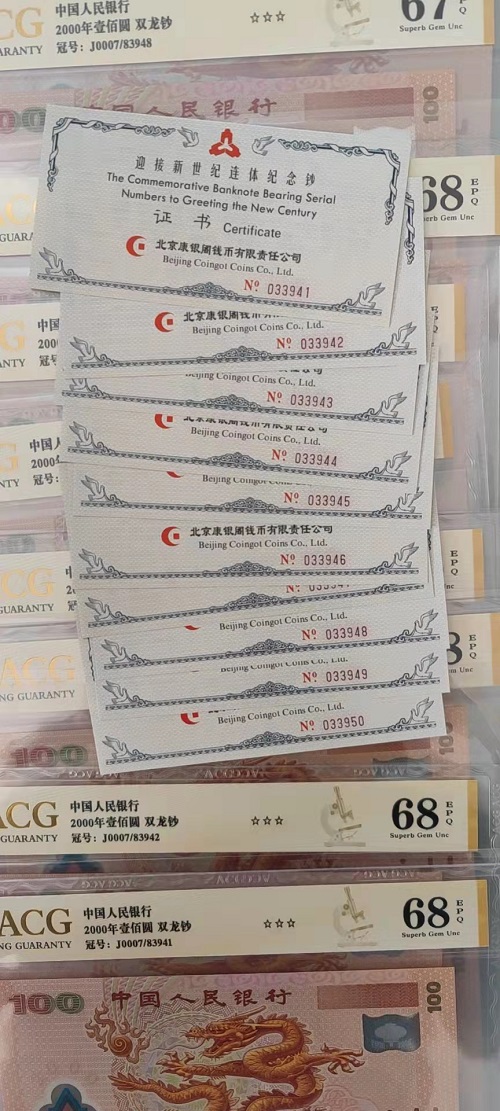 中国人民银行
2000年壹佰圆 双龙钞
冠号：J0007/83948
GUARANTY
☆☆☆
67 EPQ
Superb Gem Unc
中国人民银行
100
迎接新世纪连体纪念钞
The Commemorative Banknote Bearing Serial
Numbers to Greeting the New Century
证书 Certificate
北京康银阁钱币有限责任公司
Beijing Coingot Coins Co., Ltd.
№ 033941
68 EPQ
Superb Gem Unc
Beijing Coingot Coins Co., Ltd.
№ 033942
Beijing Coingot Coins Co., Ltd.
№ 033943
北京康银阁钱币有限责任公司
Beijing Coingot Coins Co., Ltd.
№ 033944
№ 033945
北京康银阁钱币有限责任公司
Beijing Coingot Coins Co., Ltd.
№ 033946
Beijing Coingot Coins Co., Ltd.
№ 033948
Beijing Coingot Coins Co., Ltd.
№ 033949
Beijing Coingot Coins Co., Ltd.
№ 033950
100
ACG
GUARANTY
中国人民银行
2000年壹佰圆 双龙钞
冠号：J0007/83942
☆☆☆
68 EPQ
Superb Gem Unc
ACG
GUARANTY
中国人民银行
2000年壹佰圆 双龙钞
冠号：J0007/83941
☆☆☆
68 EPQ
Superb Gem Unc
100 中国人民银行
100